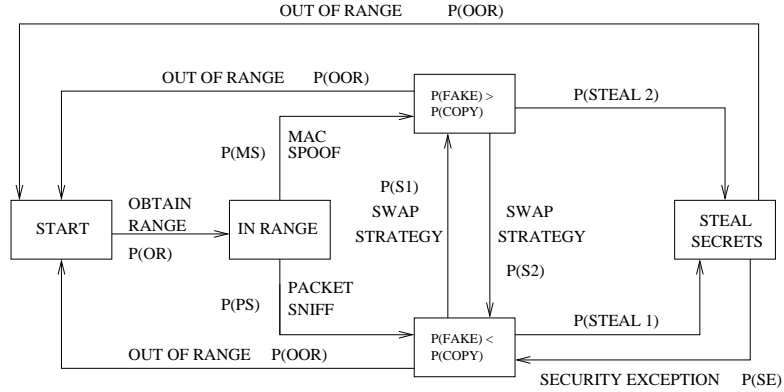 OUT OF RANGE P(OOR)
OUT OF RANGE P(OOR)
P(FAKE) >
P(COPY)
P(STEAL 2)
P(MS)
MAC
SPOOF
P(S1)
SWAP
STRATEGY
SWAP
STRATEGY
P(S2)
START
OBTAIN
RANGE
P(OR)
IN RANGE
STEAL
SECRETS
P(PS)
PACKET
SNIFF
P(FAKE) <
P(COPY)
P(STEAL 1)
OUT OF RANGE P(OOR)
SECURITY EXCEPTION P(SE)